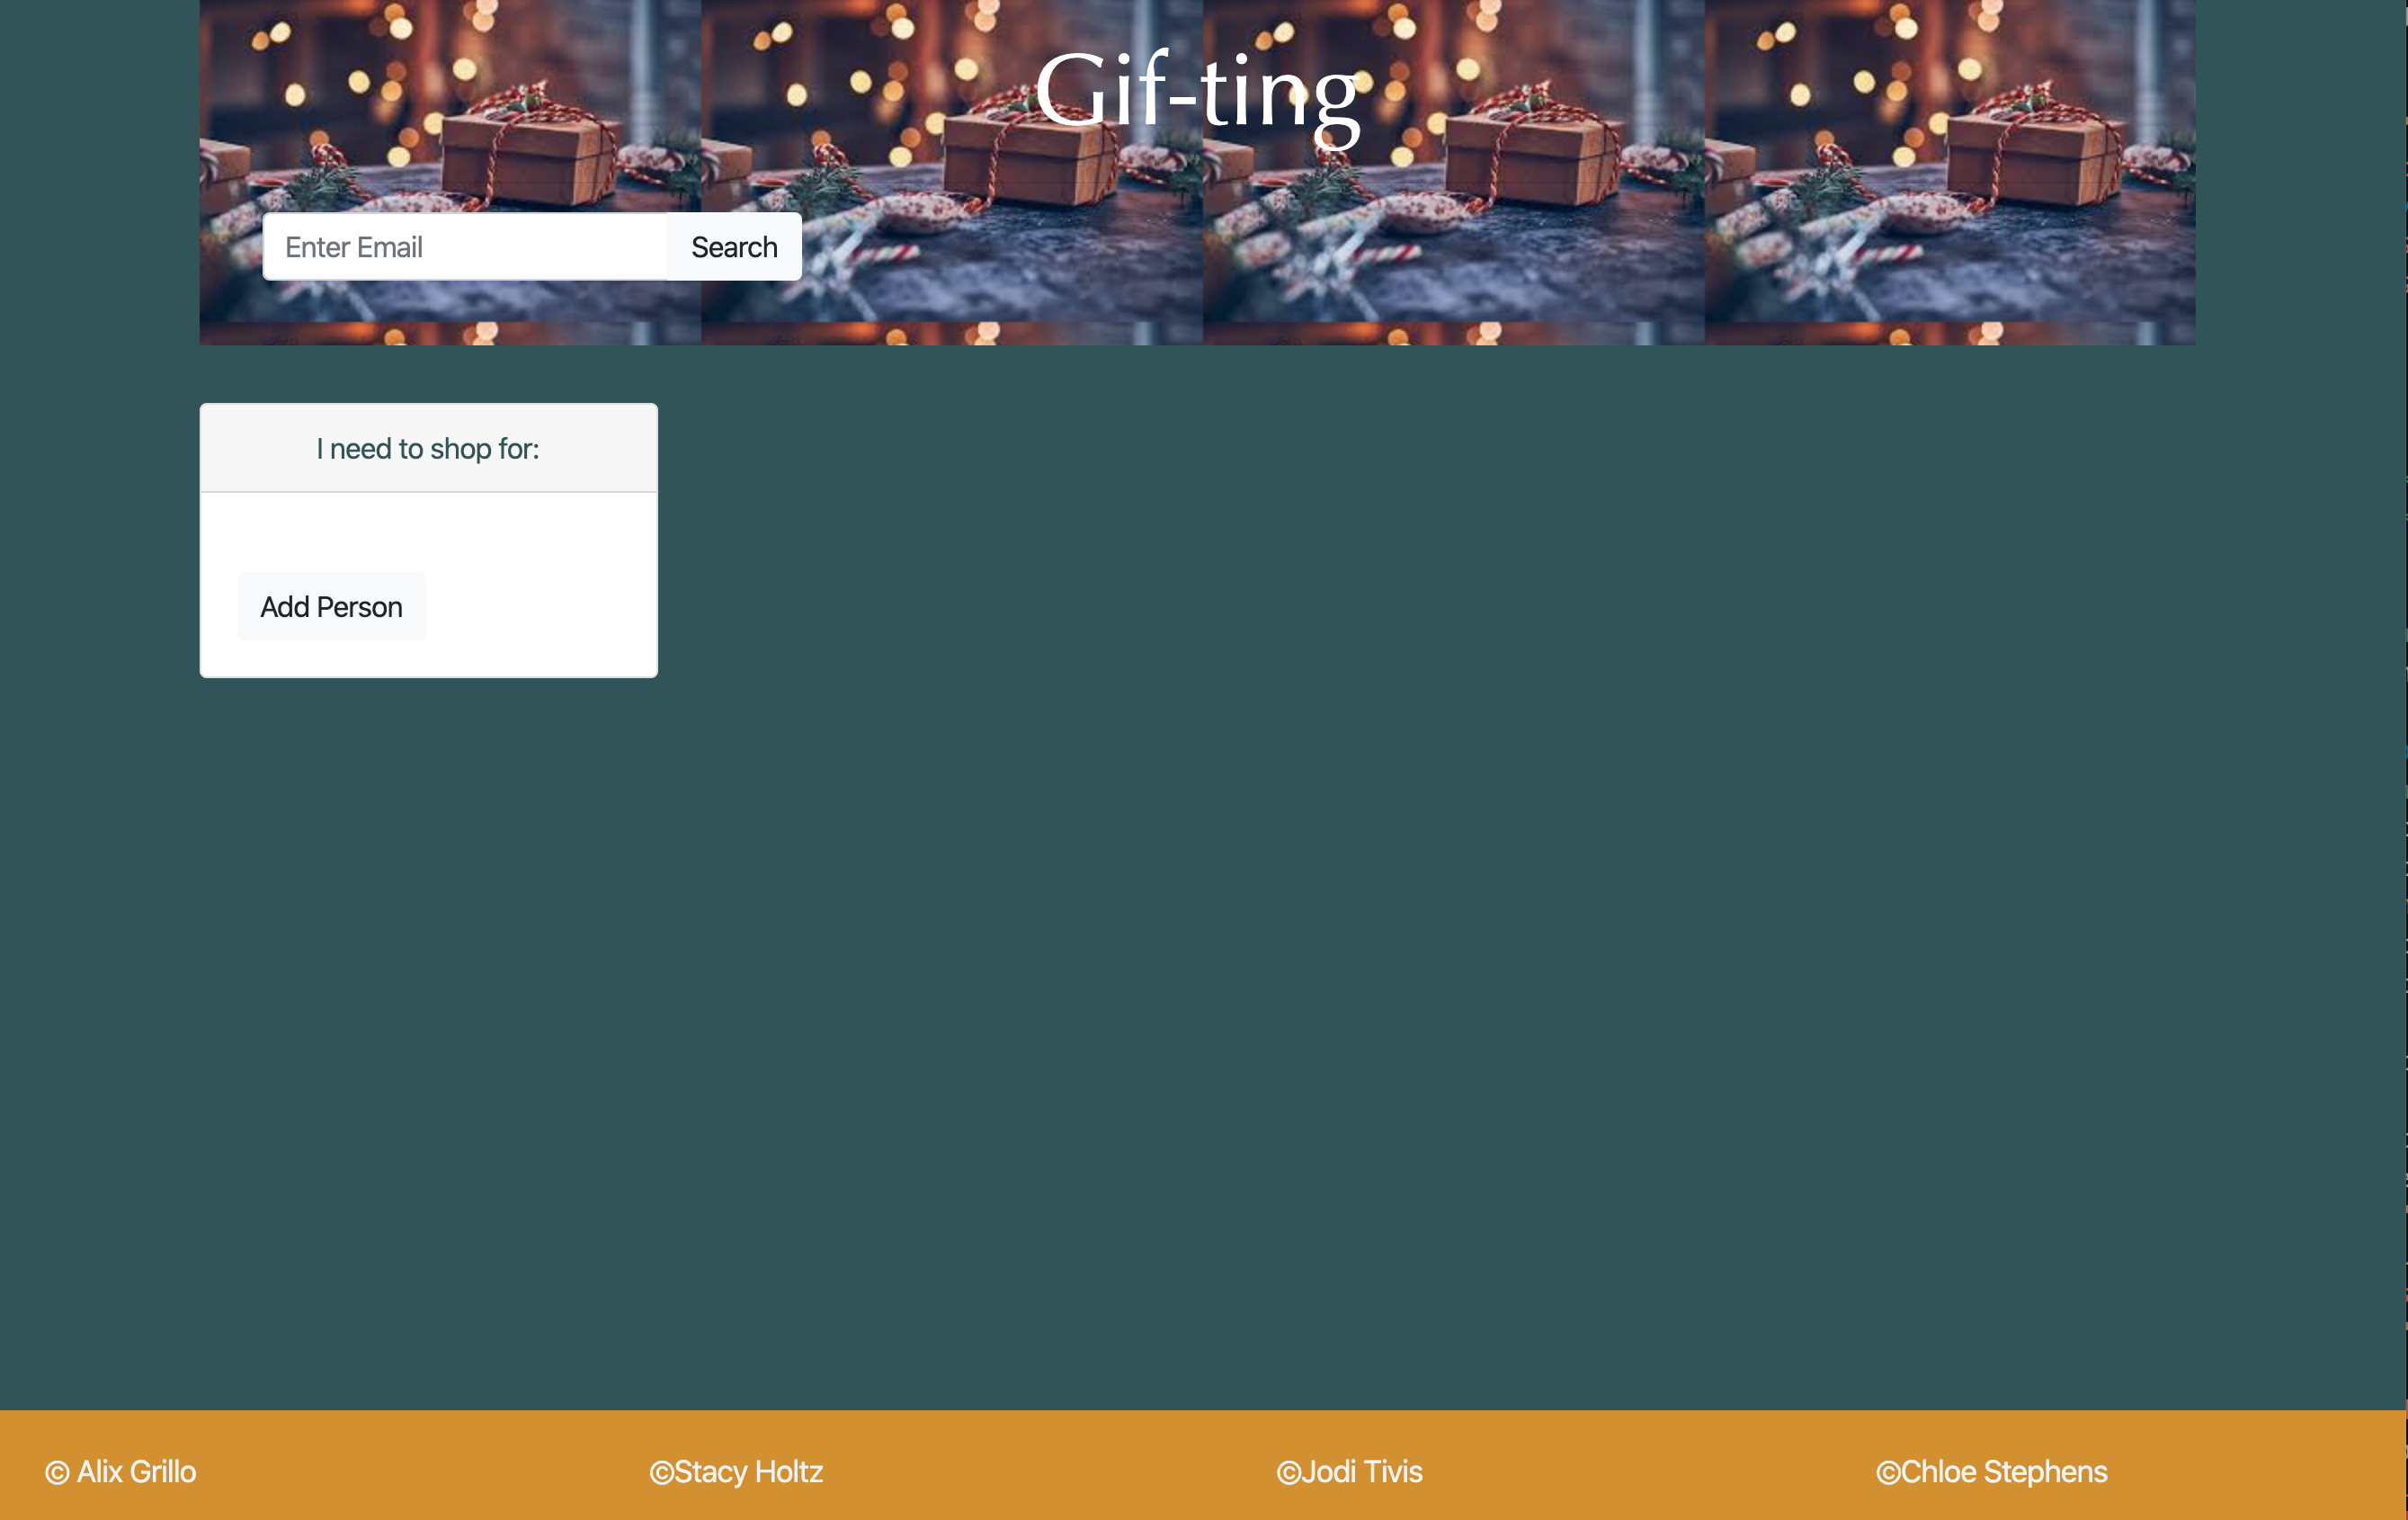 Gif-ting
Enter Email
Search
I need to shop for:
Add Person
© Alix Grillo
©Stacy Holtz
©Jodi Tivis
©Chloe Stephens